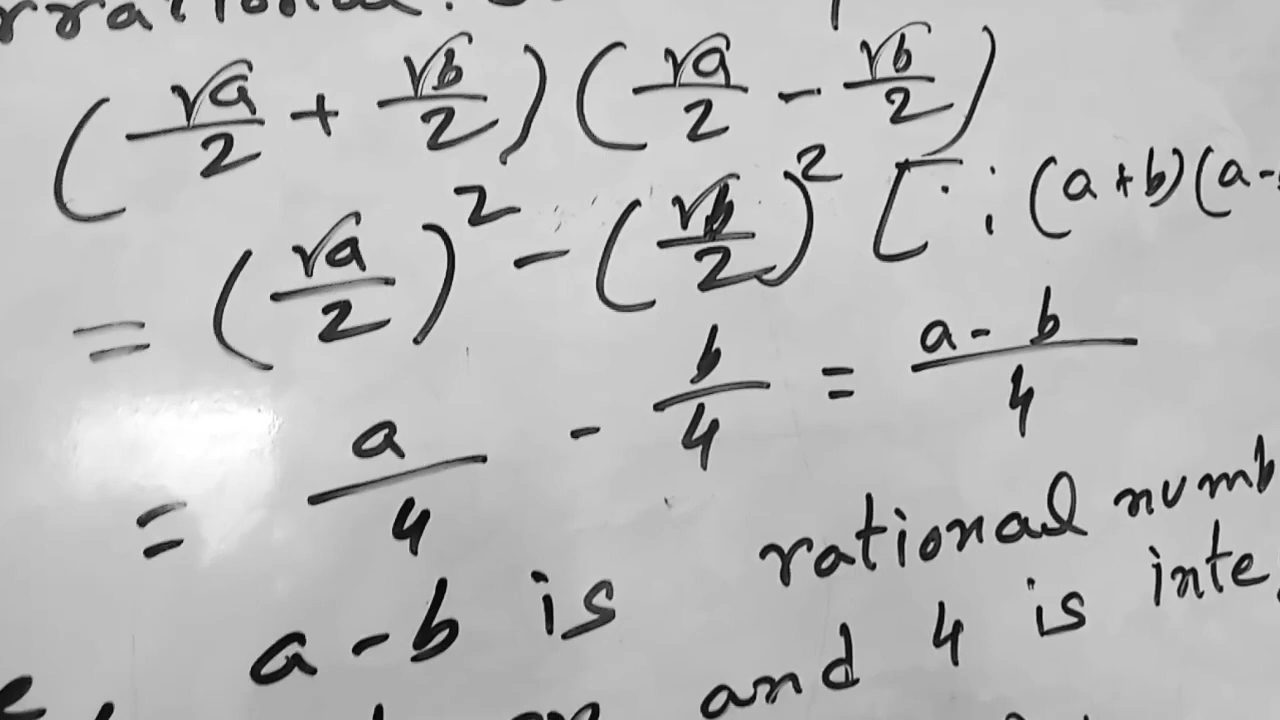 (√a/2 + √b/2)(√a/2 - √b/2)
= (√a/2)² - (√b/2)² [∵ (a+b)(a-
= a/4 - b/4 = a-b/4
a-b is rational numb
and 4 is inte